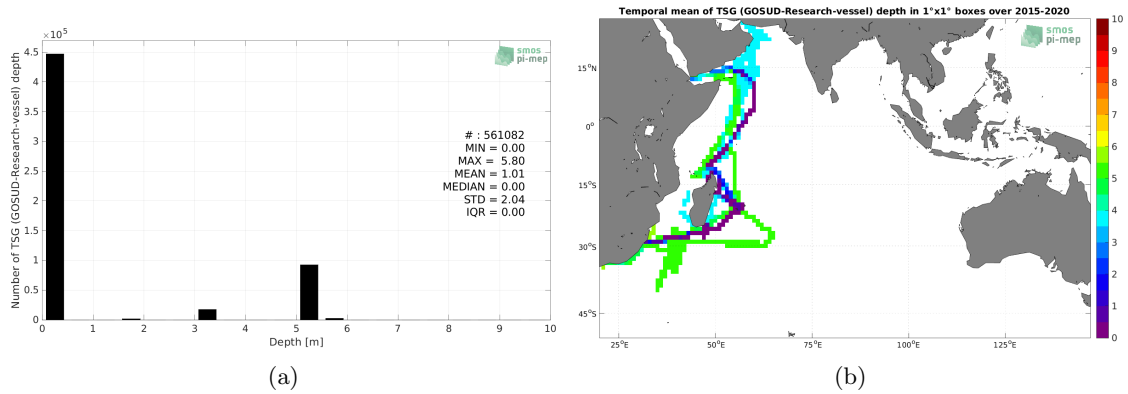 ×10⁵
4.5
4
3.5
3
2.5
2
1.5
1
0.5
0
Number of TSG (GOSUD-Research-vessel) depth
smos
pi-mep
# : 561082
MIN = 0.00
MAX = 5.80
MEAN = 1.01
MEDIAN = 0.00
STD = 2.04
IQR = 0.00
0 1 2 3 4 5 6 7 8 9 10
Depth [m]
(a)
Temporal mean of TSG (GOSUD-Research-vessel) depth in 1°x1° boxes over 2015-2020
smos
pi-mep
15°N
0°
15°S
30°S
45°S
25°E 50°E 75°E 100°E 125°E
10
9
8
7
6
5
4
3
2
1
0
(b)